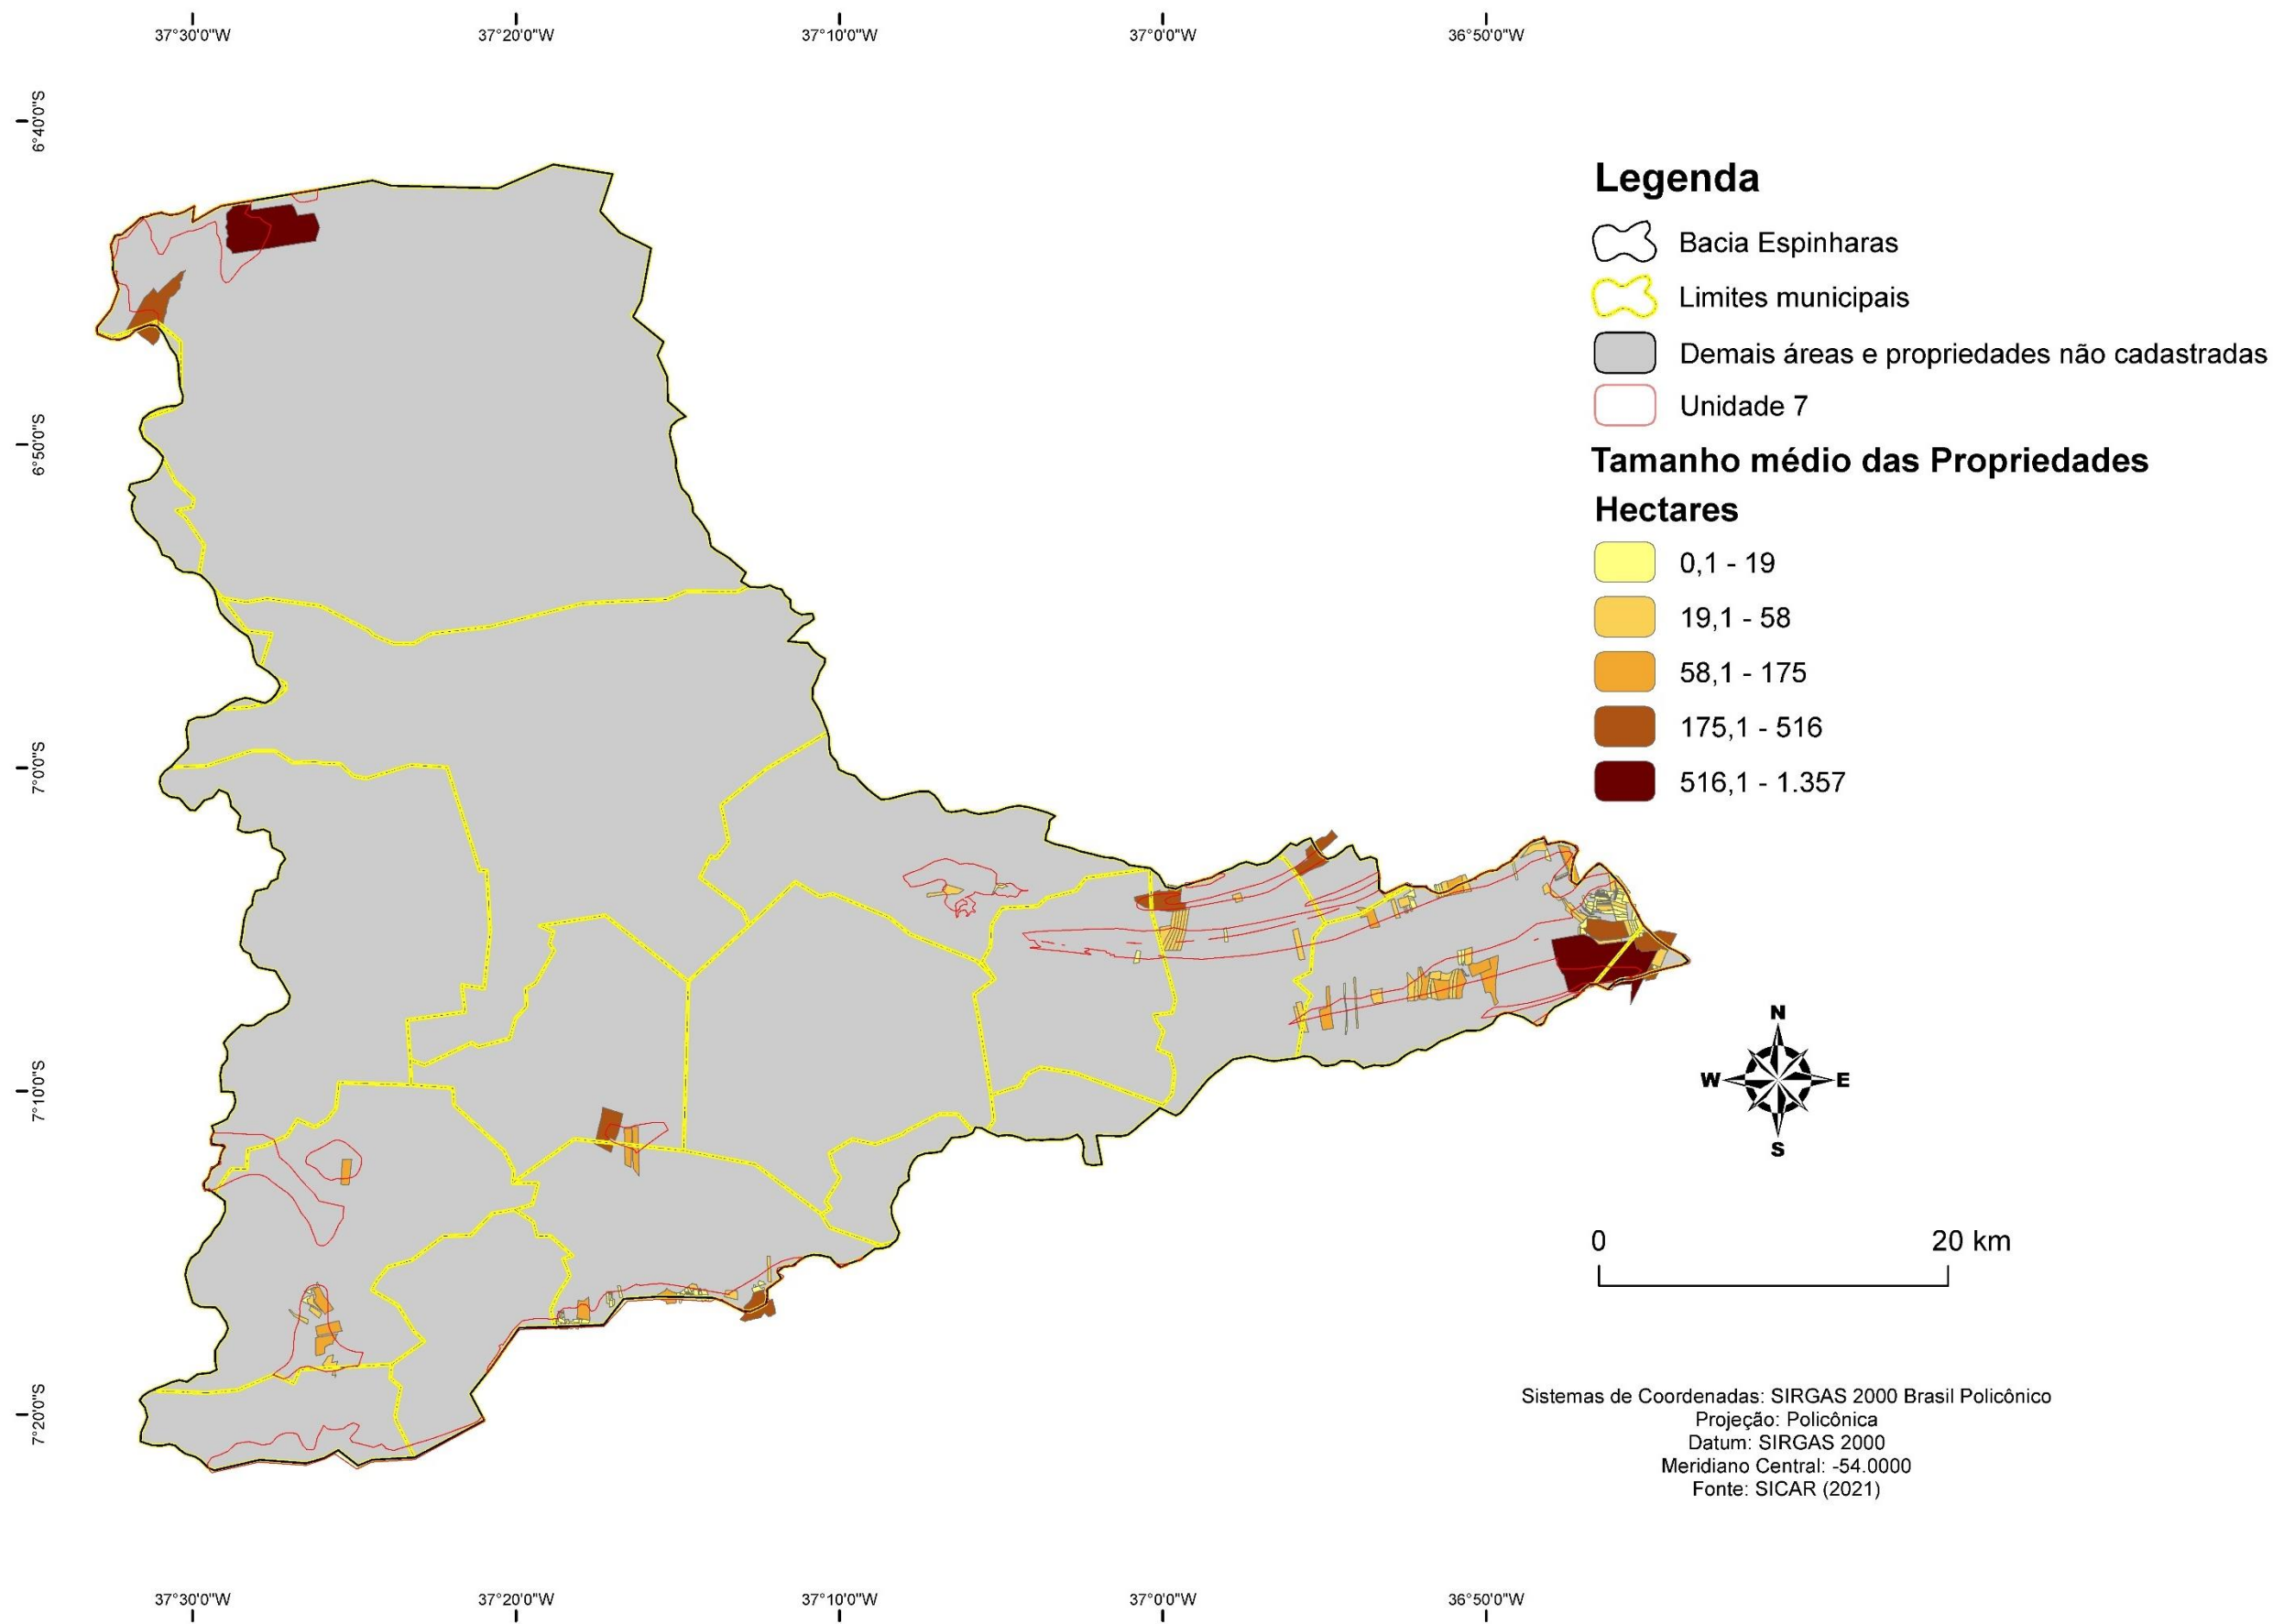 37°30'0"W 37°20'0"W 37°10'0"W 37°0'0"W 36°50'0"W
6°40'0"S
6°50'0"S
7°0'0"S
7°10'0"S
7°20'0"S
Legenda
Bacia Espinharas
Limites municipais
Demais áreas e propriedades não cadastradas
Unidade 7
Tamanho médio das Propriedades
Hectares
0,1 - 19
19,1 - 58
58,1 - 175
175,1 - 516
516,1 - 1.357
N
W E
S
0 20 km
Sistemas de Coordenadas: SIRGAS 2000 Brasil Policônico
Projeção: Policônica
Datum: SIRGAS 2000
Meridiano Central: -54.0000
Fonte: SICAR (2021)
37°30'0"W 37°20'0"W 37°10'0"W 37°0'0"W 36°50'0"W